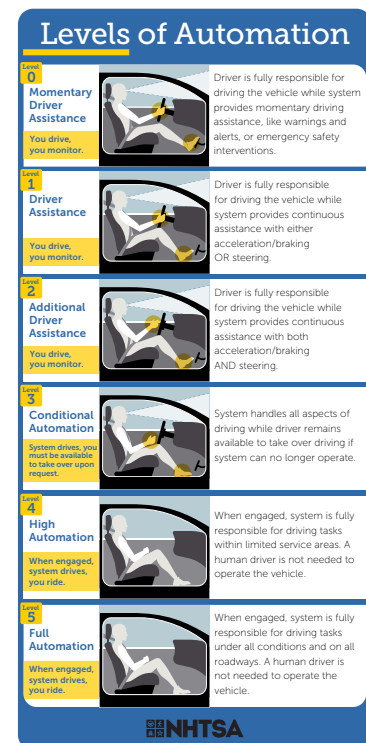 Levels of Automation
Level
0
Momentary
Driver
Assistance
You drive,
you monitor.
Driver is fully responsible for
driving the vehicle while system
provides momentary driving
assistance, like warnings and
alerts, or emergency safety
interventions.
Level
1
Driver
Assistance
You drive,
you monitor.
Driver is fully responsible
for driving the vehicle while
system provides continuous
assistance with either
acceleration/braking
OR steering.
Level
2
Additional
Driver
Assistance
You drive,
you monitor.
Driver is fully responsible
for driving the vehicle while
system provides continuous
assistance with both
acceleration/braking
AND steering.
Level
3
Conditional
Automation
System drives, you
must be available
to take over upon
request.
System handles all aspects of
driving while driver remains
available to take over driving if
system can no longer operate.
Level
4
High
Automation
When engaged,
system drives,
you ride.
When engaged, system is fully
responsible for driving tasks
within limited service areas. A
human driver is not needed to
operate the vehicle.
Level
5
Full
Automation
When engaged,
system drives,
you ride.
When engaged, system is fully
responsible for driving tasks
under all conditions and on all
roadways. A human driver is
not needed to operate the
vehicle.
NHTSA